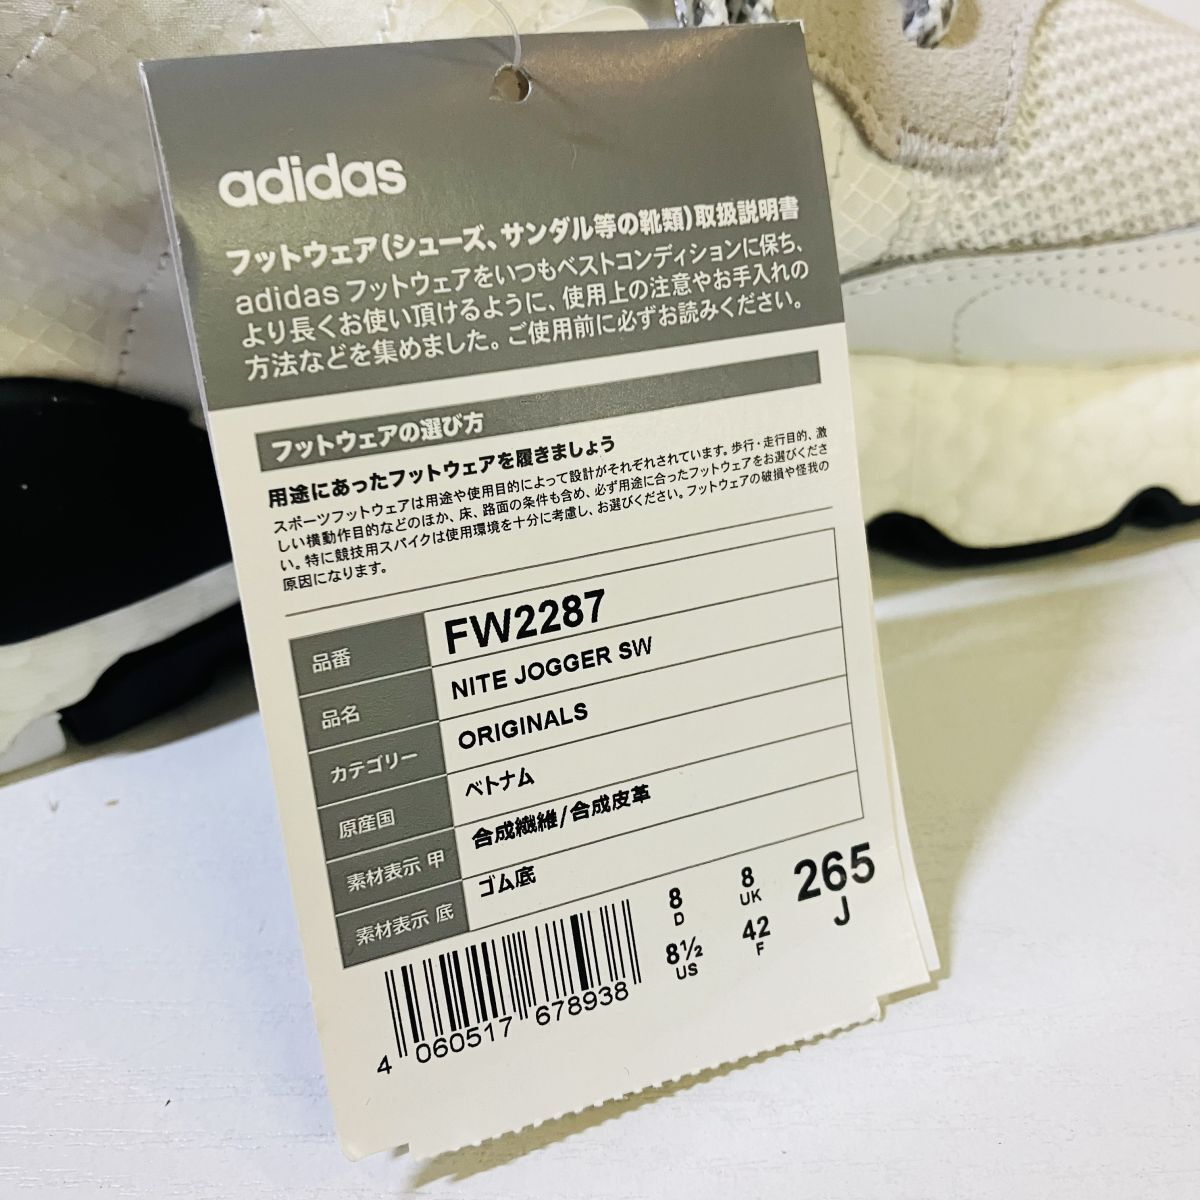 adidas
フットウェア(シューズ、サンダル等の靴類)取扱説明書
adidas フットウェアをいつもベストコンディションに保ち、
より長くお使い頂けるように、使用上の注意やお手入れの
方法などを集めました。ご使用前に必ずお読みください。
フットウェアの選び方
用途にあったフットウェアを履きましょう
スポーツフットウェアは用途や使用目的によって設計がそれぞれされています。歩行・走行目的、激
しい横動作目的などのほか、床、路面の条件も含め、必ず用途に合ったフットウェアをお選びくださ
い。特に競技用スパイクは使用環境を十分に考慮し、お選びください。フットウェアの破損や怪我の
原因になります。
品番 FW2287
品名 NITE JOGGER SW
カテゴリー ORIGINALS
原産国 ベトナム
素材表示 甲 合成繊維/合成皮革
素材表示 底 ゴム底
8 D 8 UK 265 J
8½ US 42 F
4 060517 678938